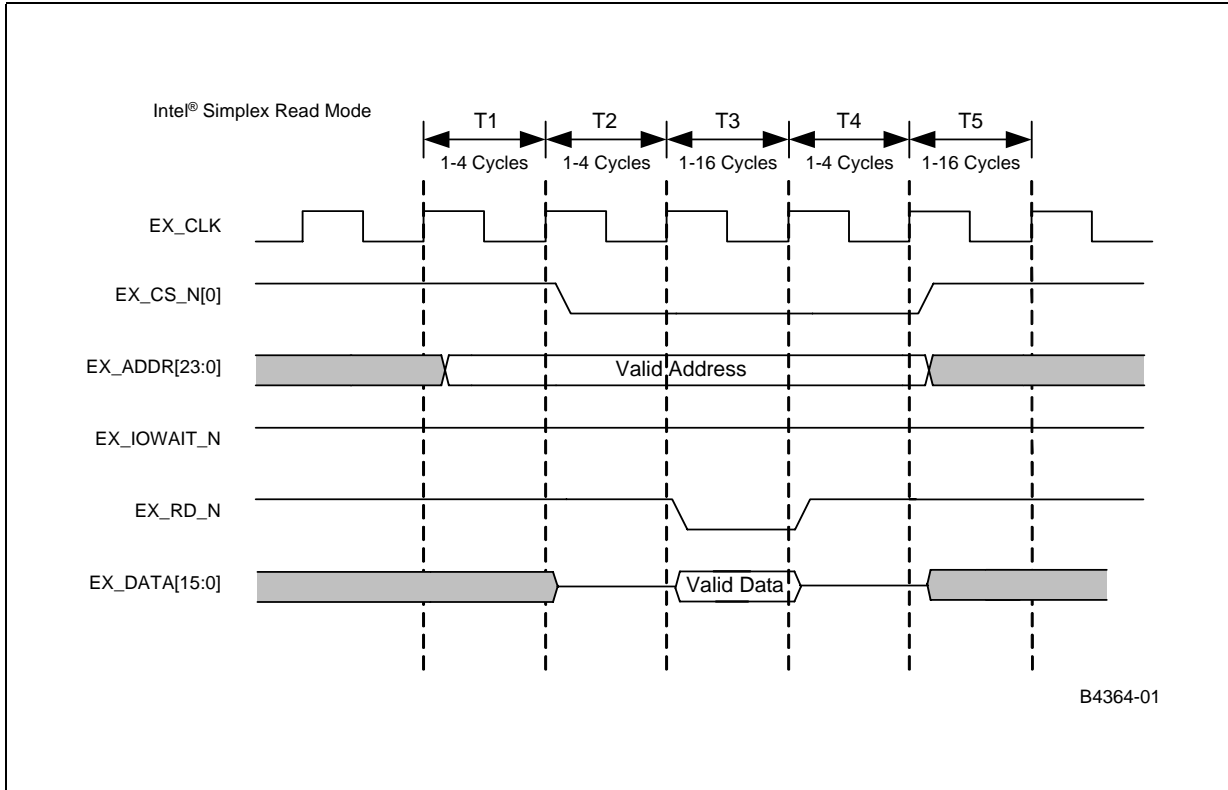 Intel® Simplex Read Mode
T1 T2 T3 T4 T5
1-4 Cycles 1-4 Cycles 1-16 Cycles 1-4 Cycles 1-16 Cycles
EX_CLK
EX_CS_N[0]
EX_ADDR[23:0] Valid Address
EX_IOWAIT_N
EX_RD_N
EX_DATA[15:0] Valid Data
B4364-01